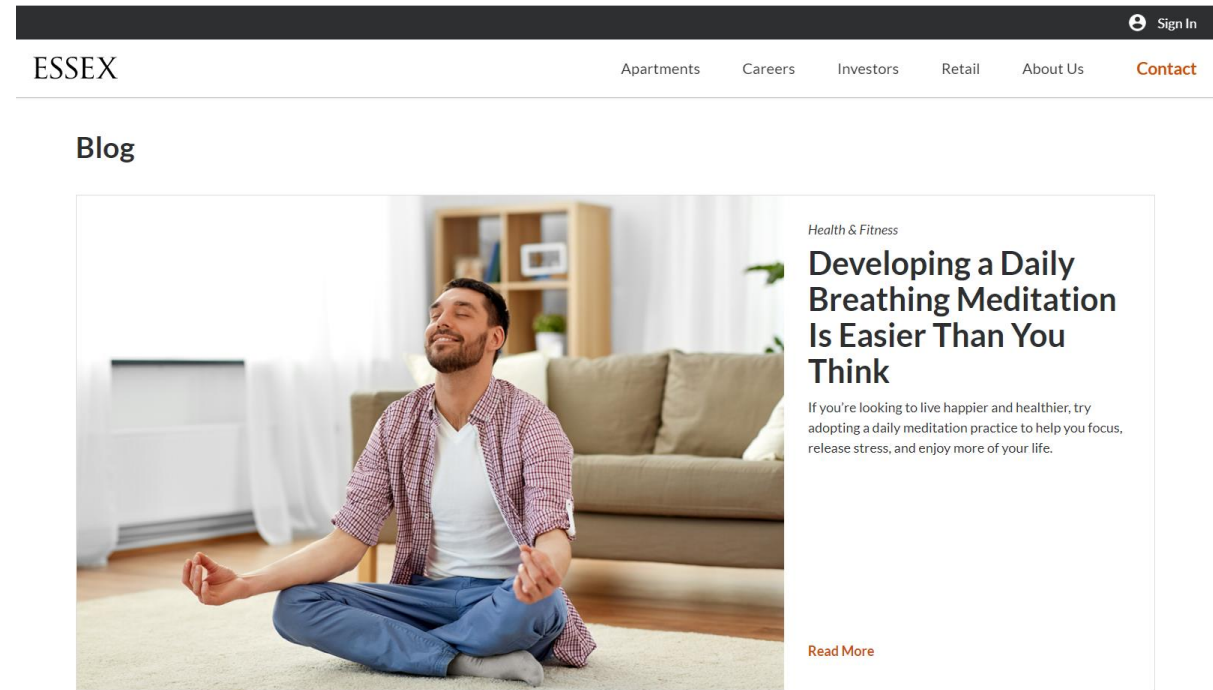 Sign In
ESSEX
Apartments Careers Investors Retail About Us Contact
Blog
Health & Fitness
Developing a Daily
Breathing Meditation
Is Easier Than You
Think
If you’re looking to live happier and healthier, try
adopting a daily meditation practice to help you focus,
release stress, and enjoy more of your life.
Read More